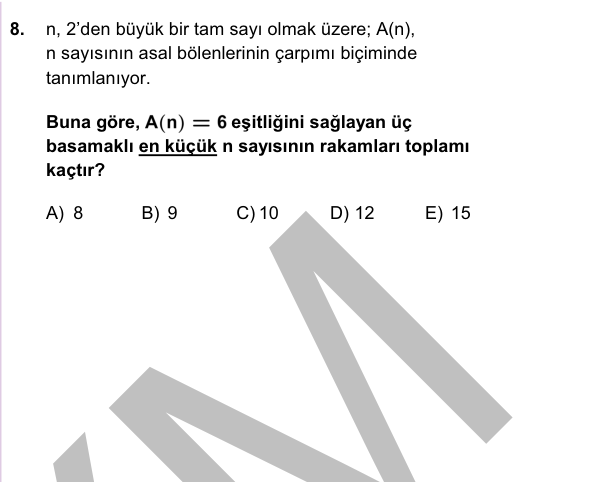 8. n, 2’den büyük bir tam sayı olmak üzere; A(n),
n sayısının asal bölenlerinin çarpımı biçiminde
tanımlanıyor.
Buna göre, A(n) = 6 eşitliğini sağlayan üç
basamaklı en küçük n sayısının rakamları toplamı
kaçtır?
A) 8 B) 9 C) 10 D) 12 E) 15